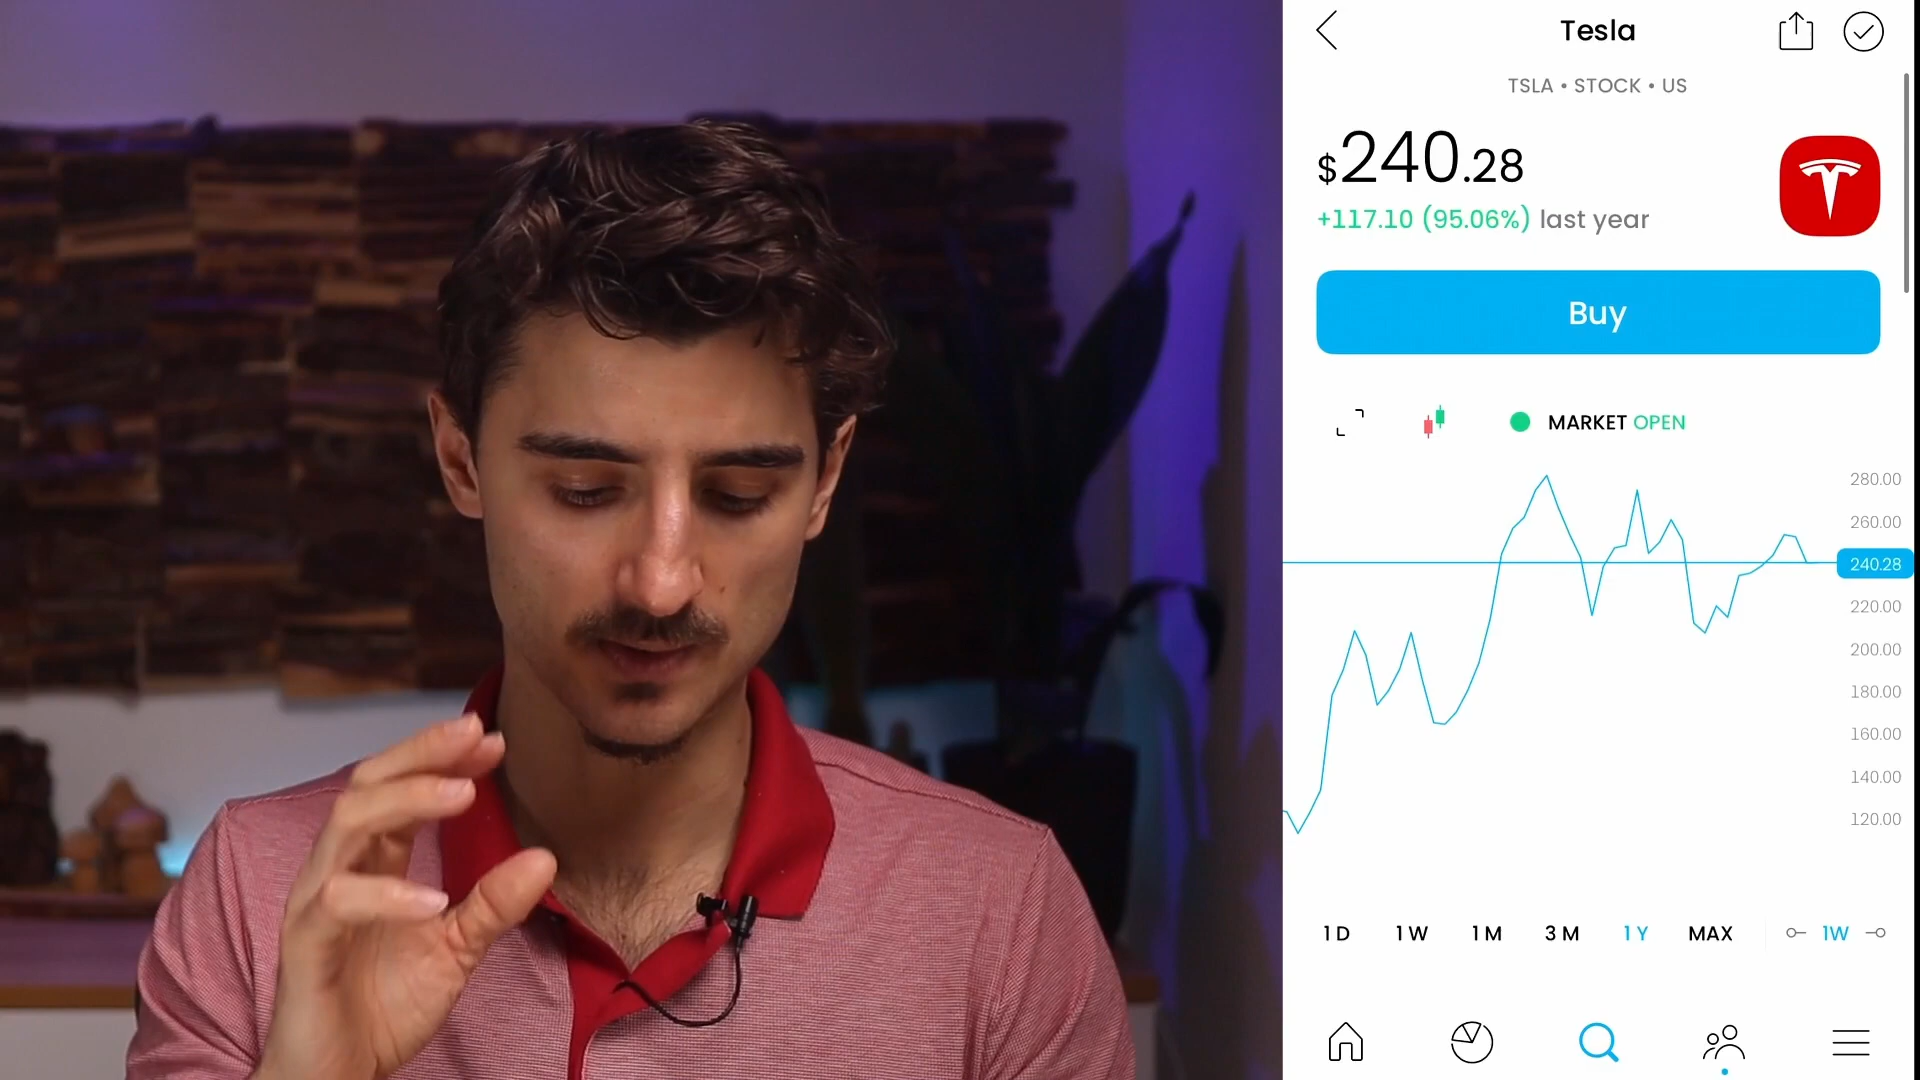 Tesla
TSLA • STOCK • US
$240.28
+117.10 (95.06%) last year
Buy
MARKET OPEN
280.00
260.00
240.28
220.00
200.00
180.00
160.00
140.00
120.00
1D 1W 1M 3M 1Y MAX 1W